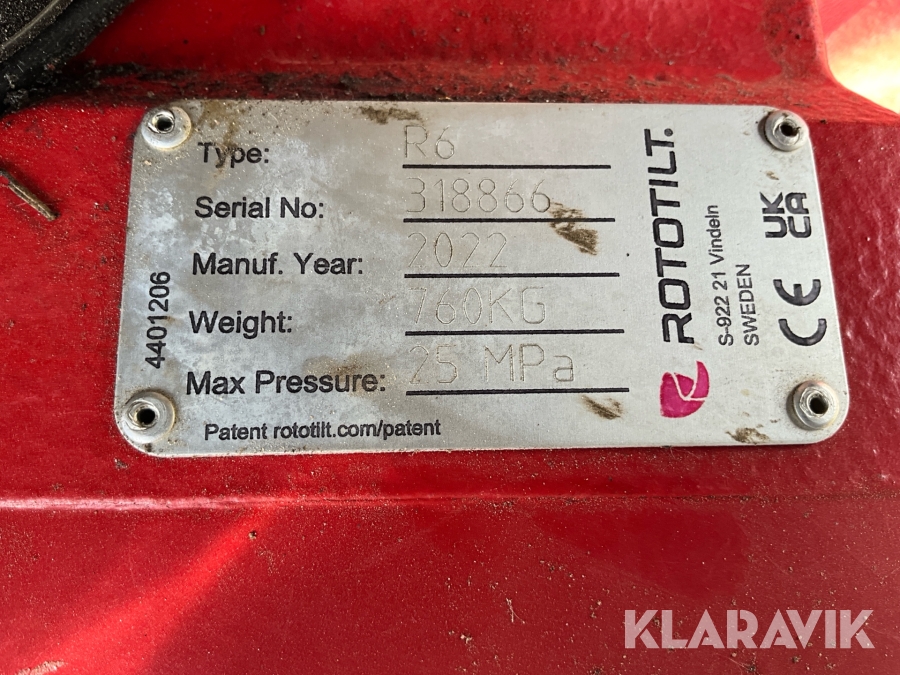 Type: R6
Serial No: 318866
Manuf. Year: 2022
Weight: 760KG
Max Pressure: 25 MPa
Patent rototilt.com/patent
4401206
ROTOTILT.
S-922 21 Vindeln
SWEDEN
UK
CA
CE
KLARAVIK